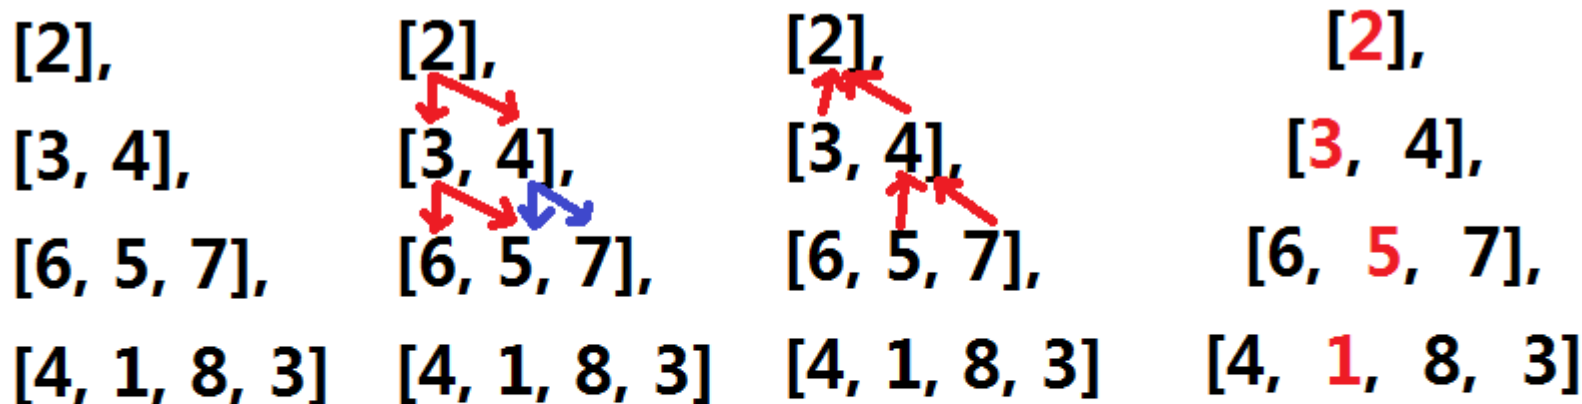 [2],
[3, 4],
[6, 5, 7],
[4, 1, 8, 3]
[2],
[3, 4],
[6, 5, 7],
[4, 1, 8, 3]
[2],
[3, 4],
[6, 5, 7],
[4, 1, 8, 3]
[2],
[3, 4],
[6, 5, 7],
[4, 1, 8, 3]